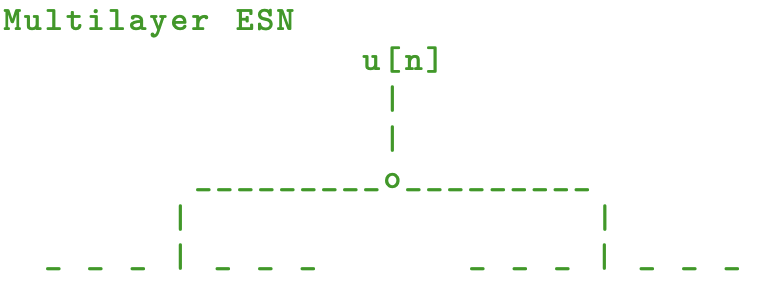 Multilayer ESN
                 u[n]
                  |
                  |
         ---------o---------
        |                   |
  - - - | - - -       - - - | - - -